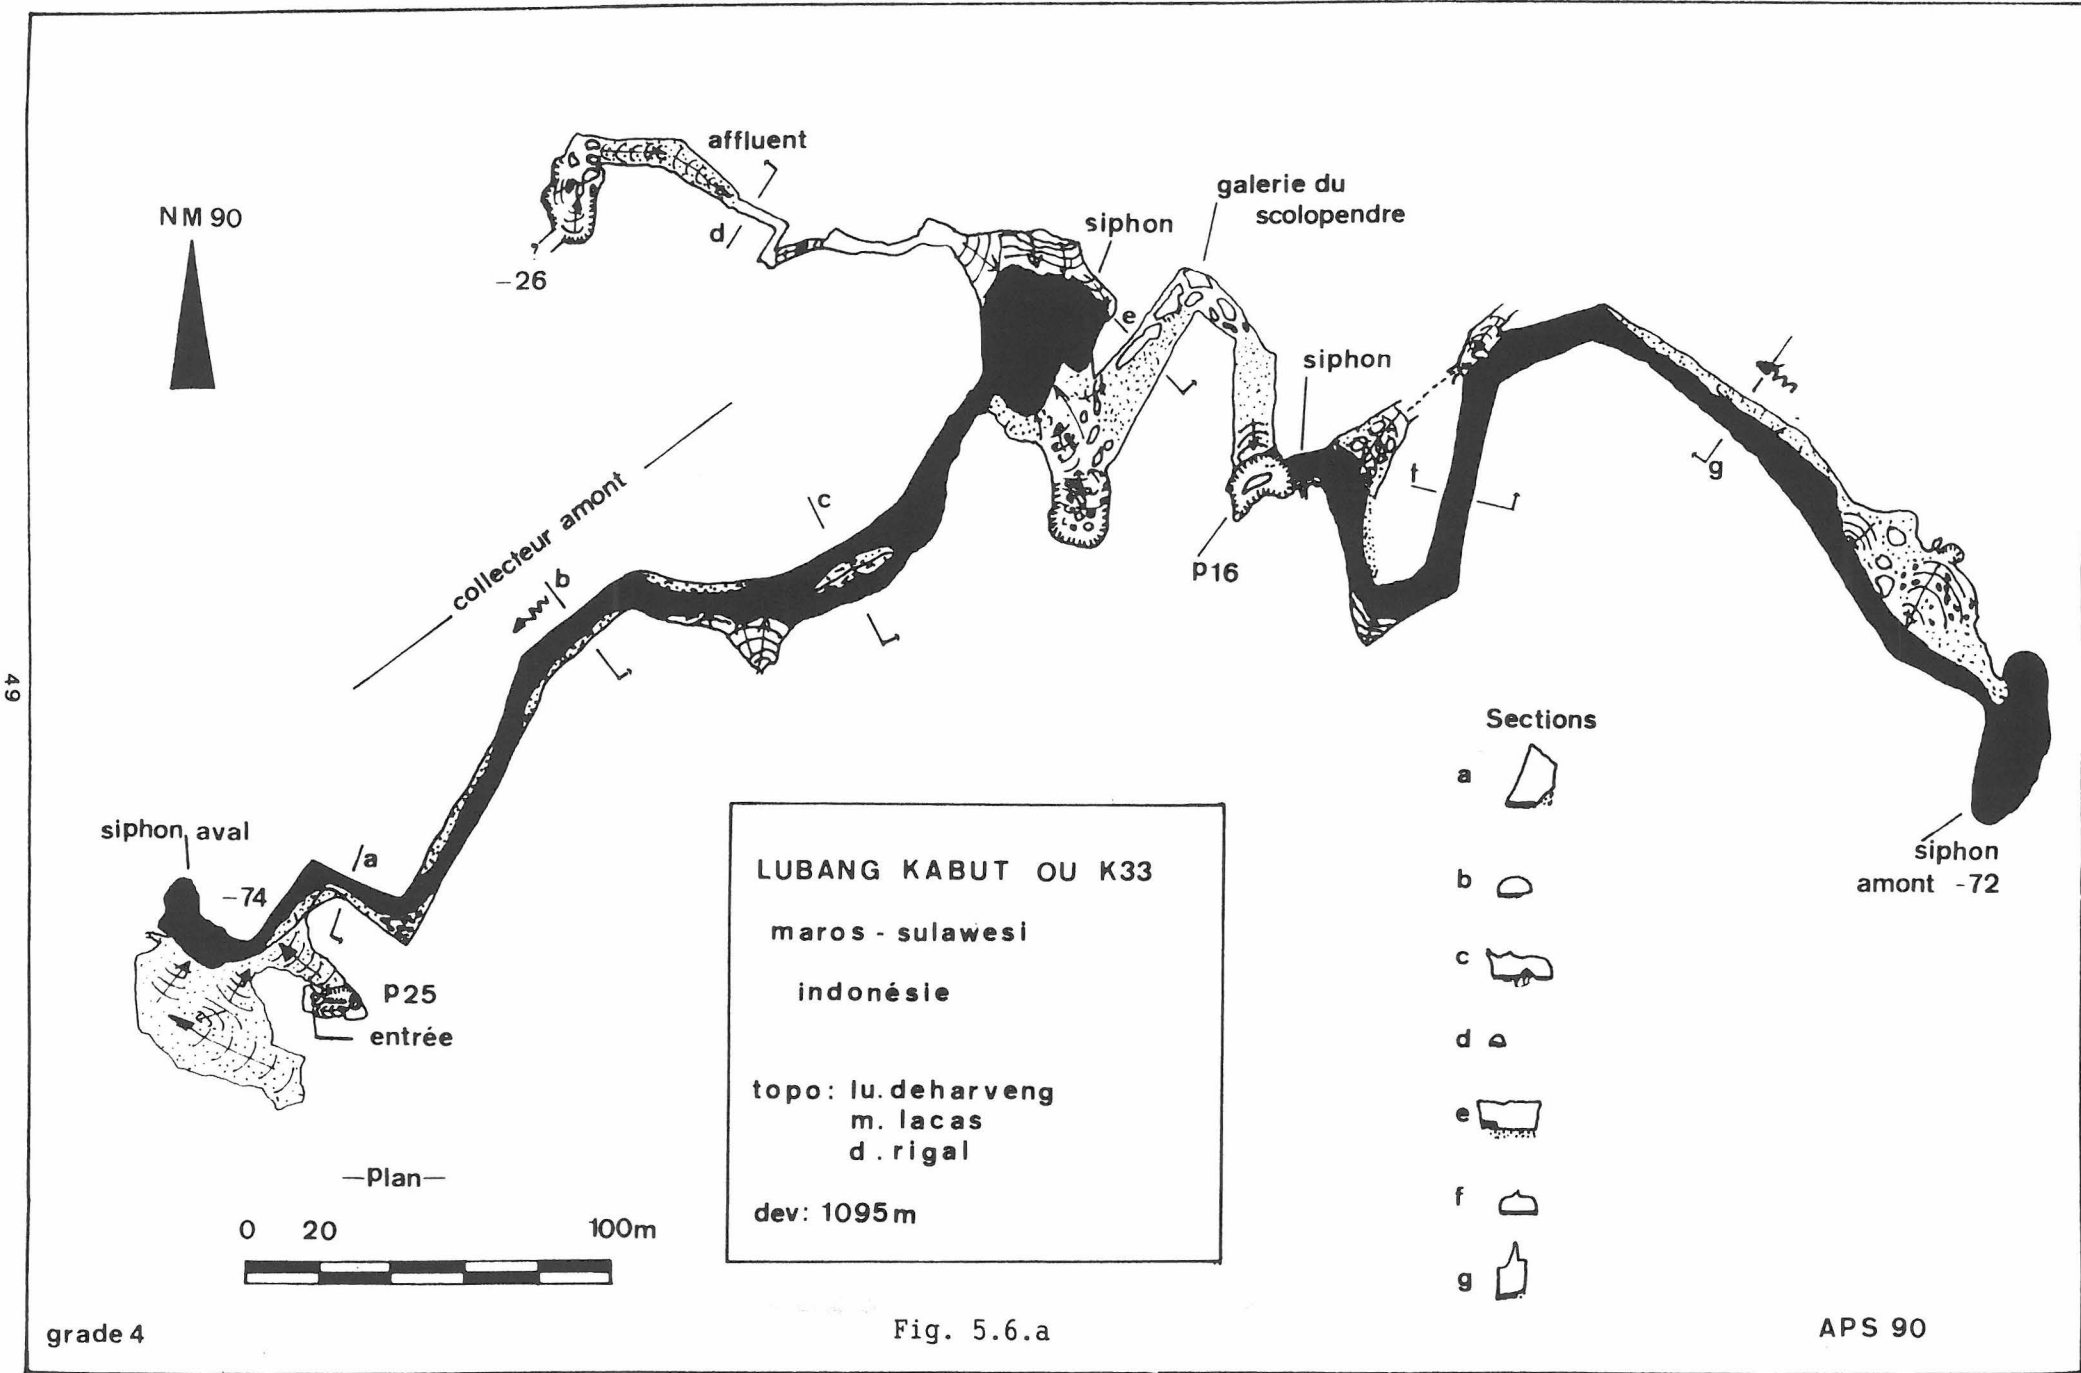 affluent
NM 90
galerie du
scolopendre
siphon
d
-26
e
siphon
c
f
g
collecteur amont
b
P16
49
Sections
a
siphon aval
a
-74
siphon
amont -72
b
P25
entrée
c
d
e
f
g
LUBANG KABUT OU K33
maros - sulawesi
indonésie
topo: lu. deharveng
m. lacas
d. rigal
dev: 1095m
—Plan—
0 20 100m
grade 4
Fig. 5.6.a
APS 90